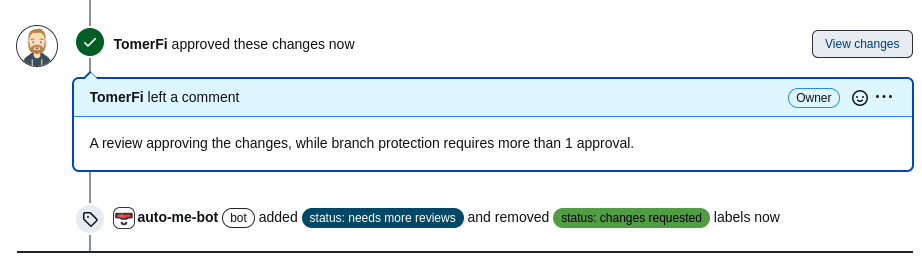 TomerFi approved these changes now
View changes
TomerFi left a comment
Owner
A review approving the changes, while branch protection requires more than 1 approval.
auto-me-bot bot added status: needs more reviews and removed status: changes requested labels now